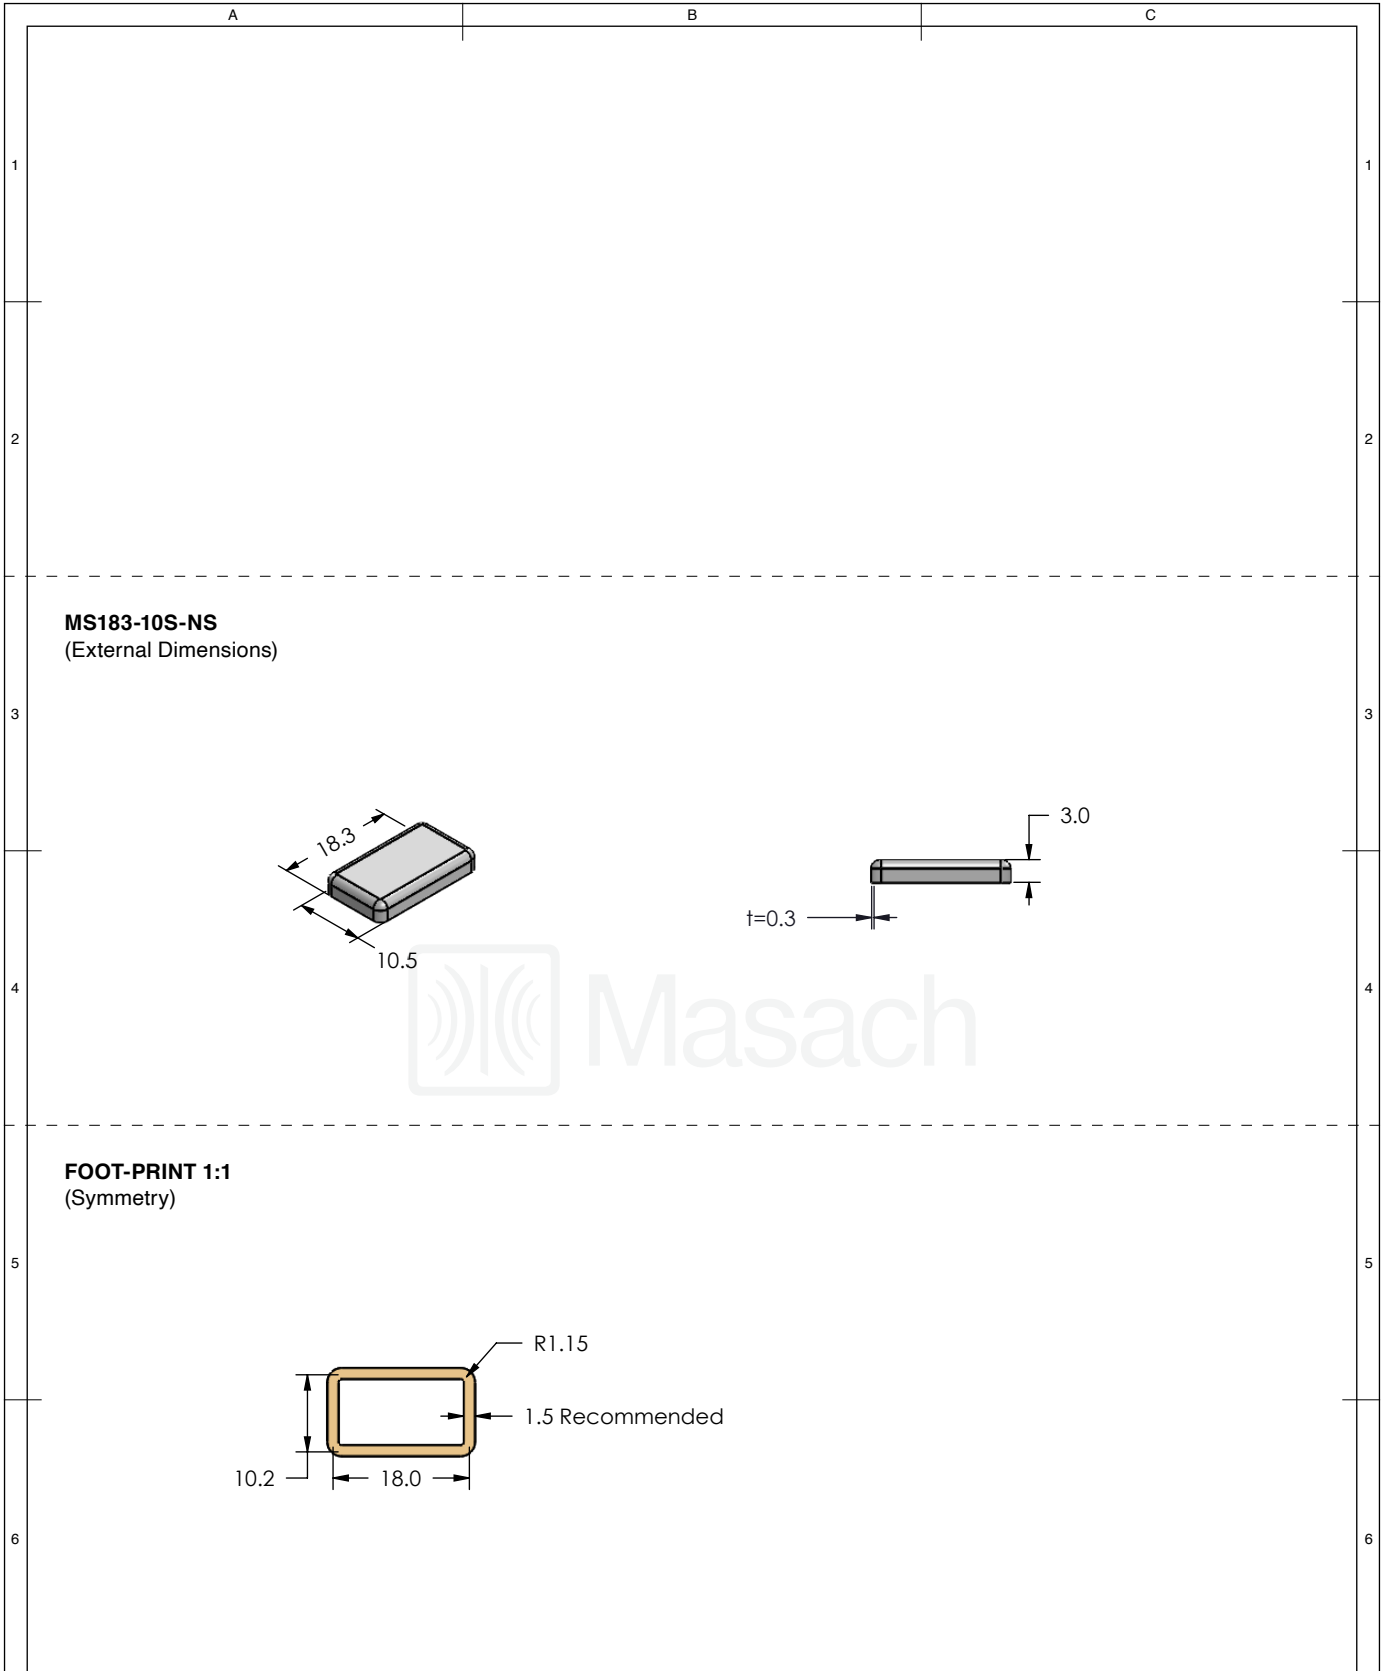 A B C
1 1
2 2
MS183-10S-NS
(External Dimensions)
3 3
18.3
10.5
3.0
t=0.3
Masach
4 4
FOOT-PRINT 1:1
(Symmetry)
5 5
R1.15
1.5 Recommended
10.2
18.0
6 6